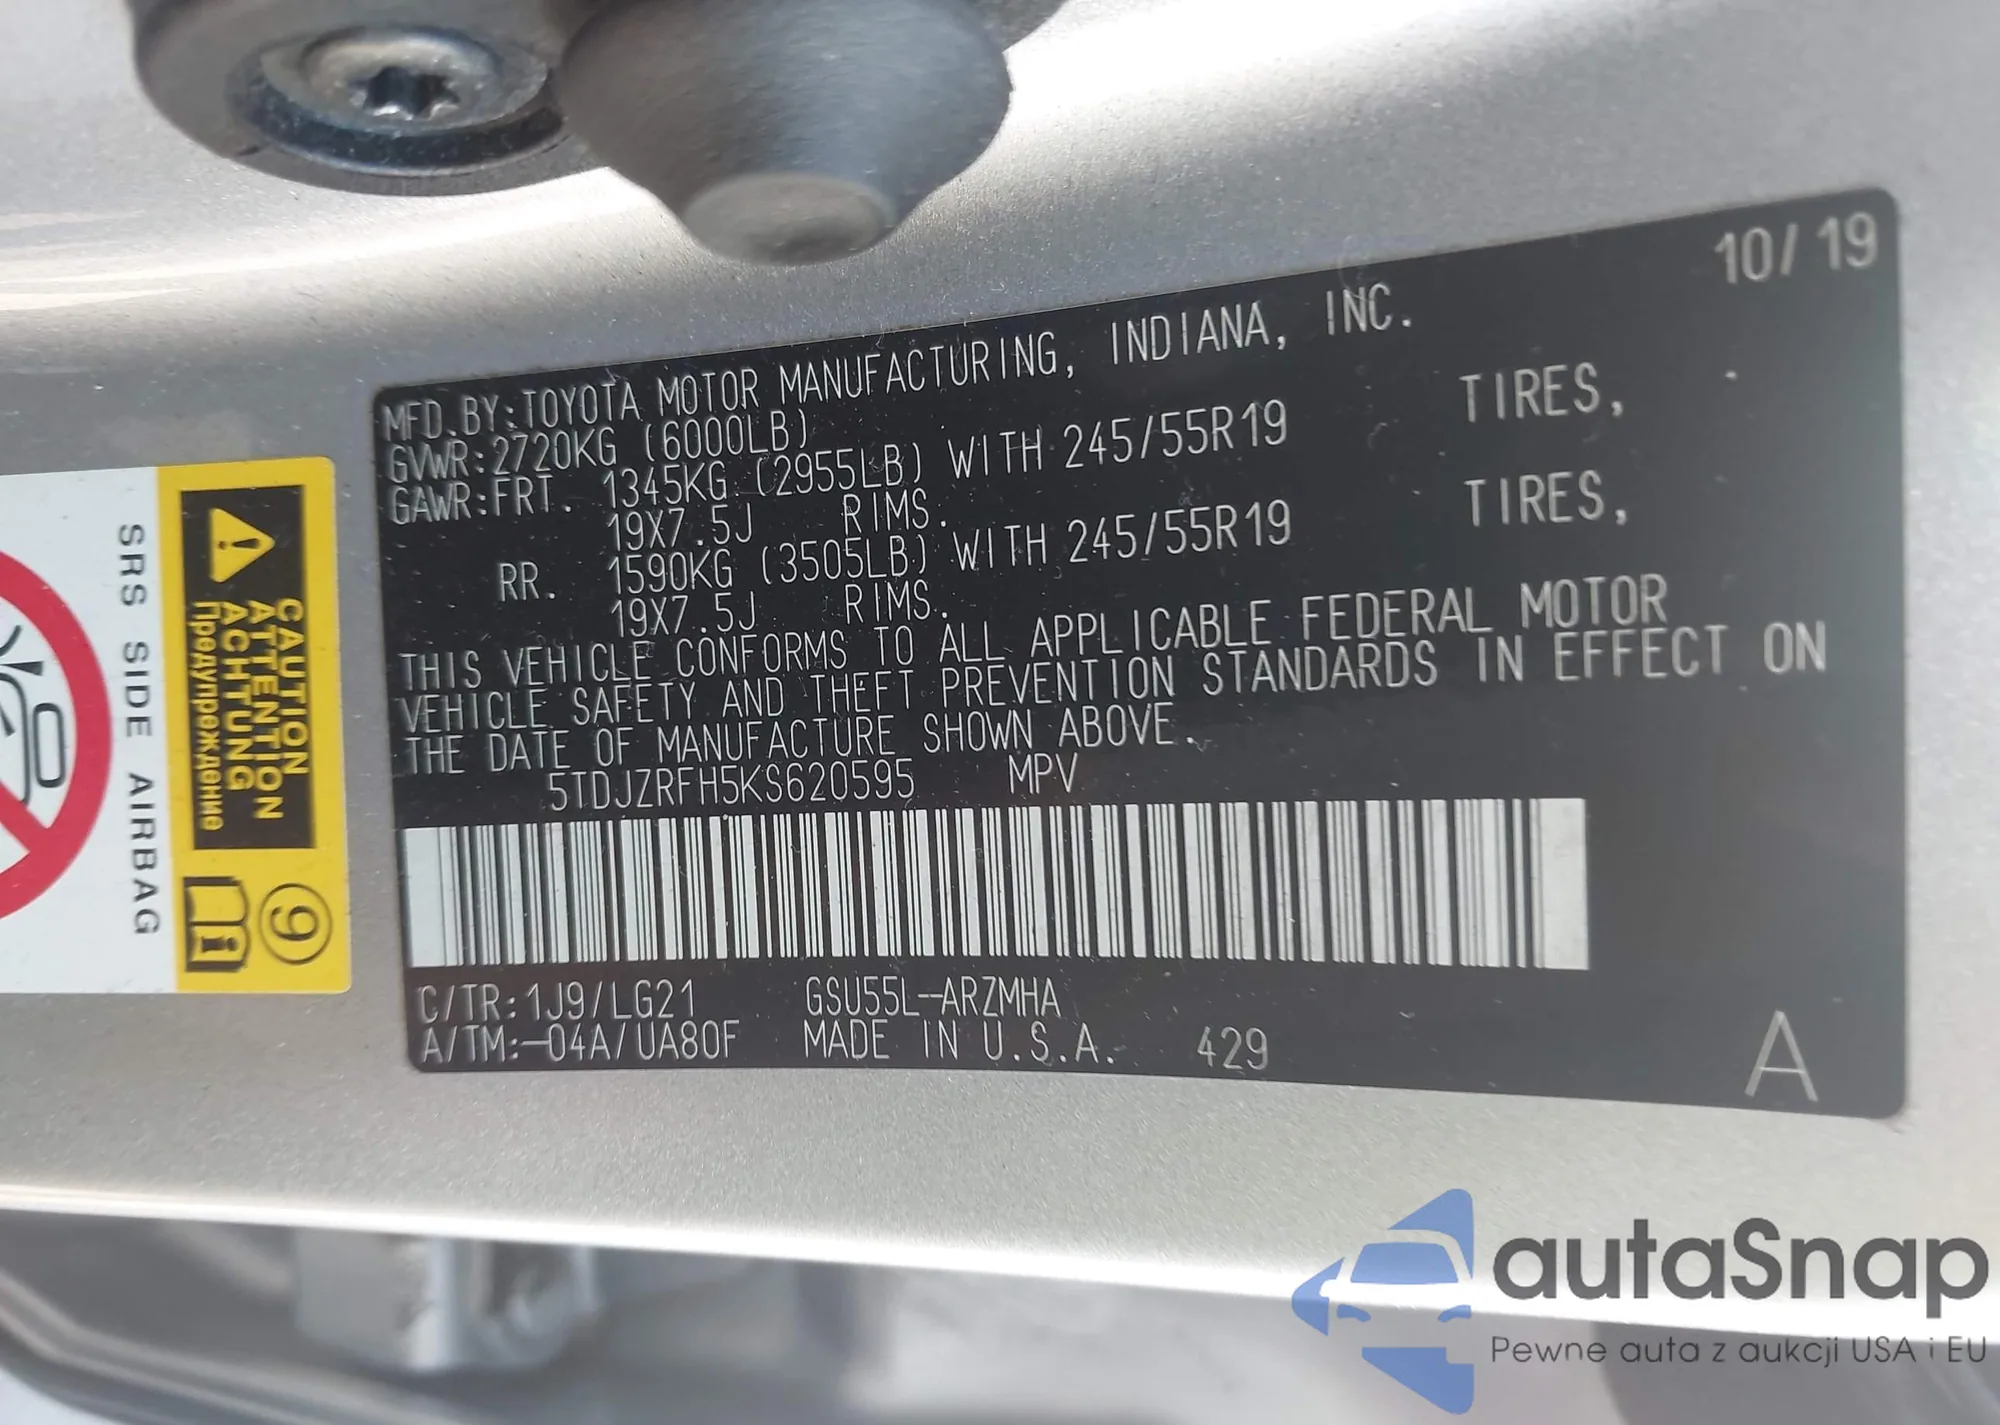 10/19
MFD.BY:TOYOTA MOTOR MANUFACTURING, INDIANA, INC.
GVWR:2720KG (6000LB)
GAWR:FRT. 1345KG (2955LB) WITH 245/55R19 TIRES,
19X7.5J RIMS.
RR. 1590KG (3505LB) WITH 245/55R19 TIRES,
19X7.5J RIMS.
THIS VEHICLE CONFORMS TO ALL APPLICABLE FEDERAL MOTOR
VEHICLE SAFETY AND THEFT PREVENTION STANDARDS IN EFFECT ON
THE DATE OF MANUFACTURE SHOWN ABOVE.
5TDJZRFH5KS620595 MPV
C/TR:1J9/LG21 GSU55L-ARZMHA
A/TM:-04A/UA80F MADE IN U.S.A. 429
A
CAUTION
ATTENTION
ACHTUNG
Предупреждение
9
SRS SIDE AIRBAG
autaSnap
Pewne auta z aukcji USA i EU